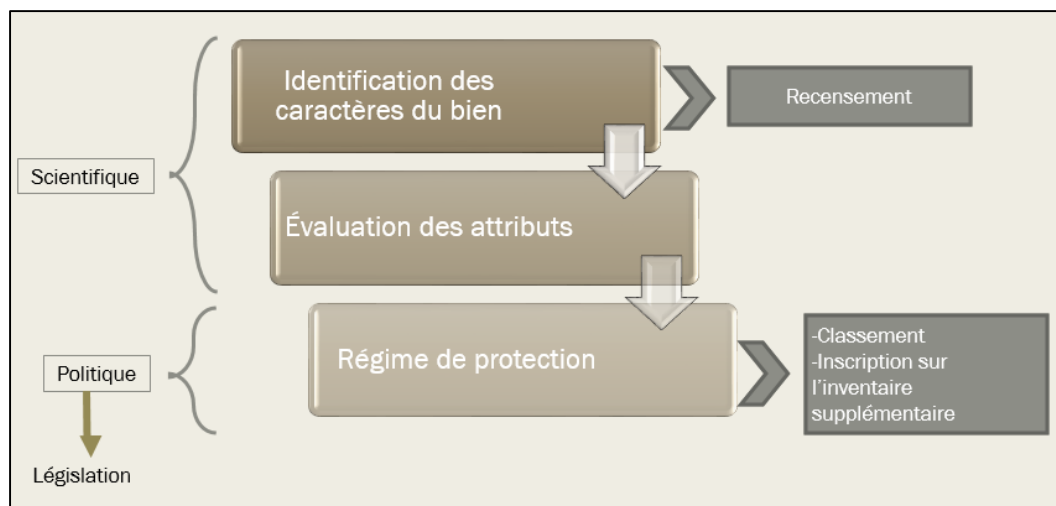 Identification des
caractères du bien
Recensement
Scientifique
Évaluation des attributs
Régime de protection
-Classement
-Inscription sur
l'inventaire
supplémentaire
Politique
Législation